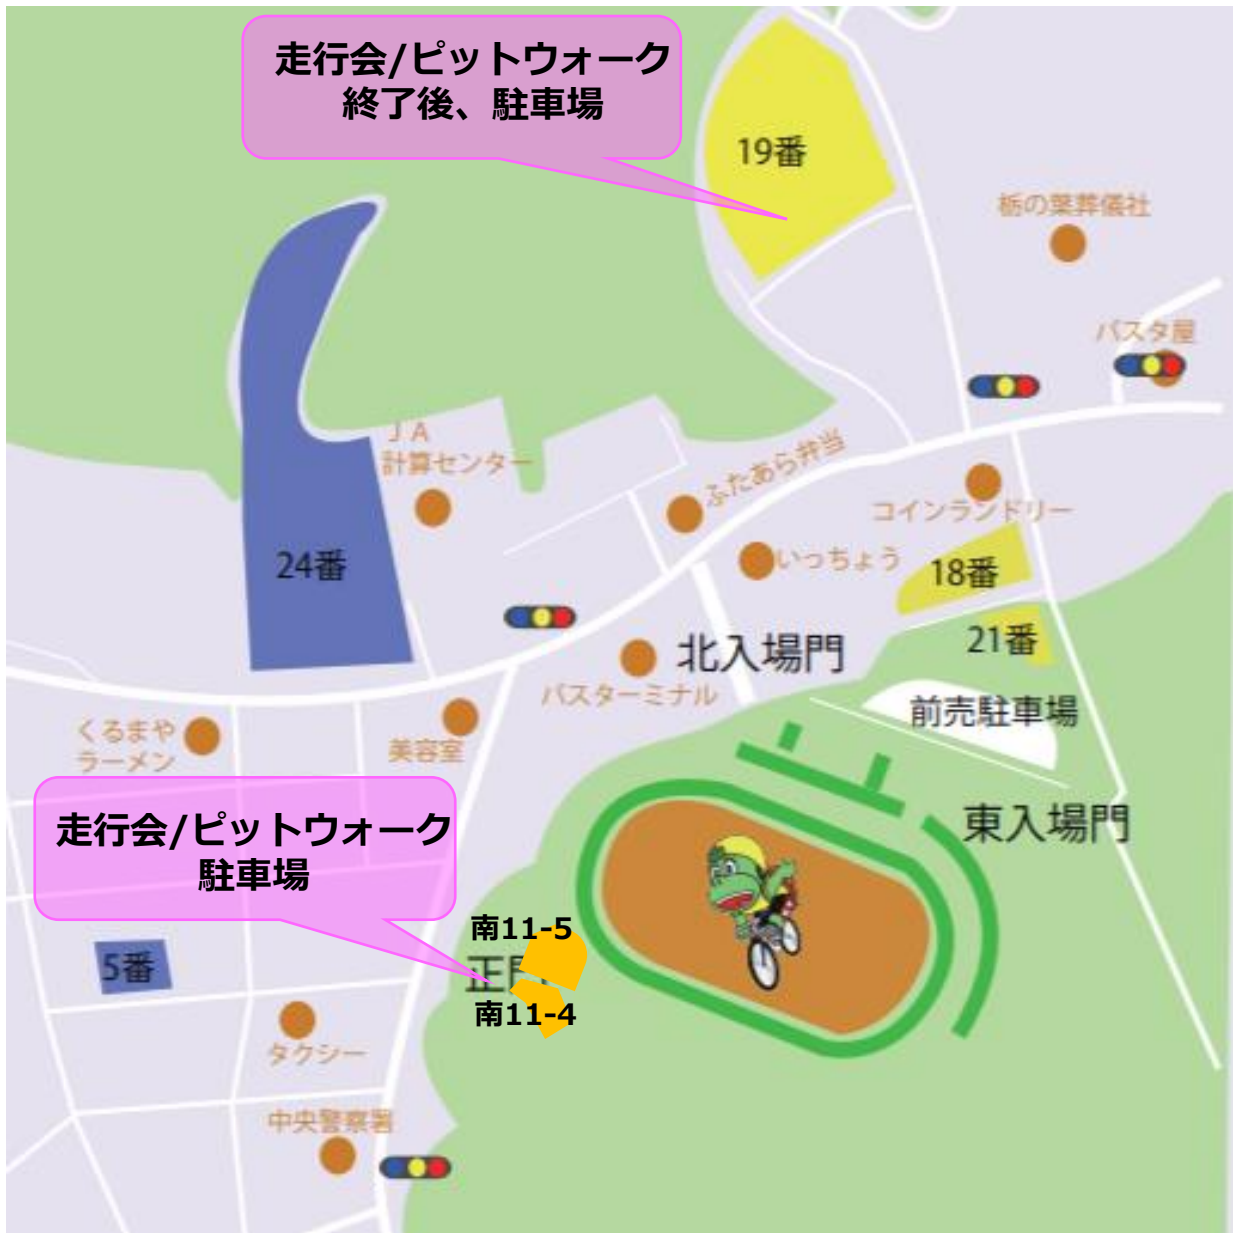 走行会/ピットウォーク
終了後、駐車場
19番
栃の葉葬儀社
パスタ屋
JA
計算センター
ふたあら弁当
コインランドリー
いっちょう
24番
18番
21番
北入場門
バスターミナル
前売駐車場
くるまや
ラーメン
美容室
東入場門
走行会/ピットウォーク
駐車場
南11-5
正門
5番
南11-4
タクシー
中央警察署